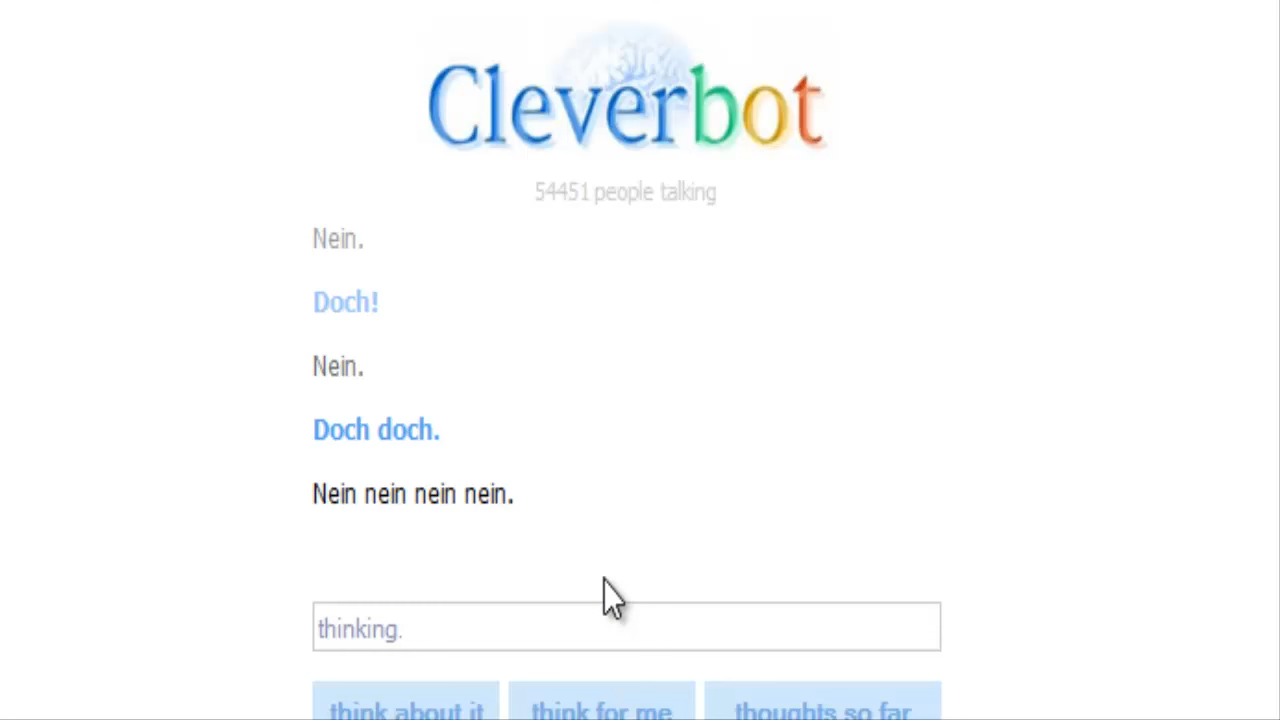 Cleverbot
54451 people talking
Nein.
Doch!
Nein.
Doch doch.
Nein nein nein nein.
thinking.
think about it think for me thoughts so far